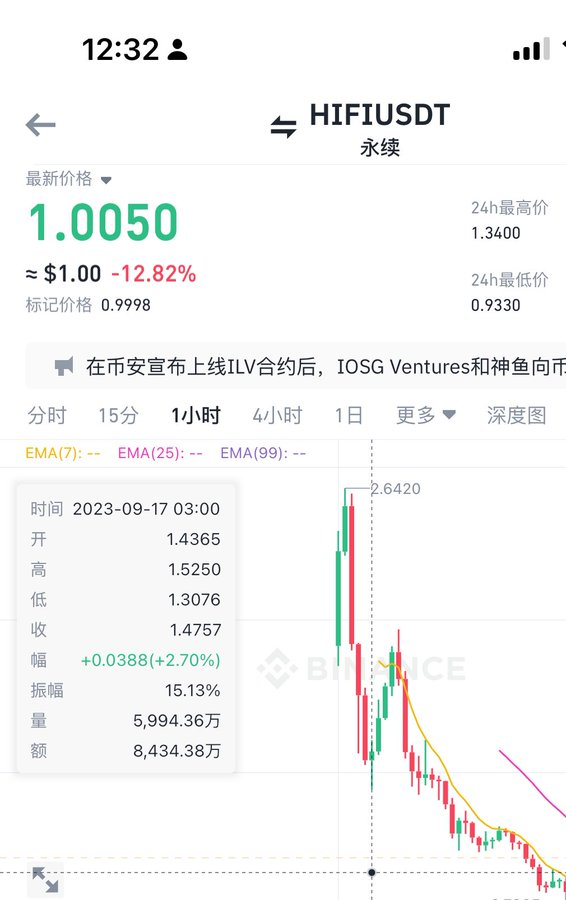 12:32
HIFIUSDT
永续
最新价格
1.0050
≈ $1.00 -12.82%
标记价格 0.9998
24h最高价
1.3400
24h最低价
0.9330
在币安宣布上线ILV合约后，IOSG Ventures和神鱼向币
分时 15分 1小时 4小时 1日 更多 深度图
EMA(7): -- EMA(25): -- EMA(99): --
2.6420
时间 2023-09-17 03:00
开 1.4365
高 1.5250
低 1.3076
收 1.4757
幅 +0.0388(+2.70%)
振幅 15.13%
量 5,994.36万
额 8,434.38万
BINANCE